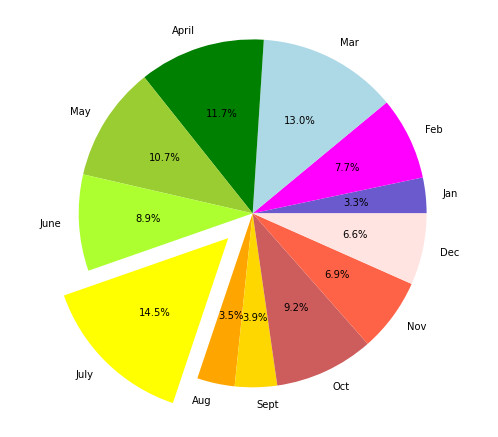 April
Mar
May
11.7%
13.0%
Feb
10.7%
7.7%
Jan
3.3%
June
8.9%
6.6%
Dec
6.9%
14.5%
3.5%
3.9%
9.2%
Nov
July
Aug
Sept
Oct